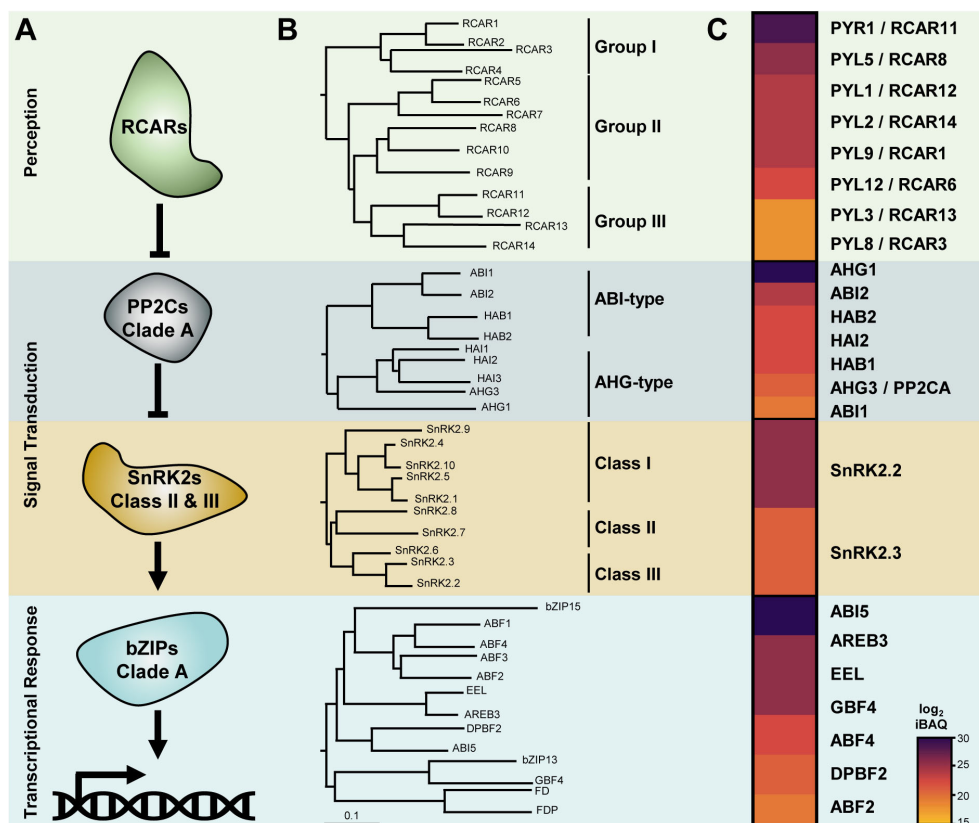 A
Perception
RCARs
Signal Transduction
PP2Cs
Clade A
SnRK2s
Class II & III
Transcriptional Response
bZIPs
Clade A
B
RCAR1
RCAR2
RCAR3
RCAR4
RCAR5
RCAR6
RCAR7
RCAR8
RCAR10
RCAR9
RCAR11
RCAR12
RCAR13
RCAR14
Group I
Group II
Group III
ABI1
ABI2
HAB1
HAB2
HAI1
HAI2
HAI3
AHG3
AHG1
ABI-type
AHG-type
SnRK2.9
SnRK2.4
SnRK2.10
SnRK2.5
SnRK2.1
SnRK2.8
SnRK2.7
SnRK2.6
SnRK2.3
SnRK2.2
Class I
Class II
Class III
bZIP15
ABF1
ABF4
ABF3
ABF2
EEL
AREB3
DPBF2
ABI5
bZIP13
GBF4
FD
FDP
0.1
C
PYR1 / RCAR11
PYL5 / RCAR8
PYL1 / RCAR12
PYL2 / RCAR14
PYL9 / RCAR1
PYL12 / RCAR6
PYL3 / RCAR13
PYL8 / RCAR3
AHG1
ABI2
HAB2
HAI2
HAB1
AHG3 / PP2CA
ABI1
SnRK2.2
SnRK2.3
ABI5
AREB3
EEL
GBF4
ABF4
DPBF2
ABF2
log2
iBAQ
30
25
20
15